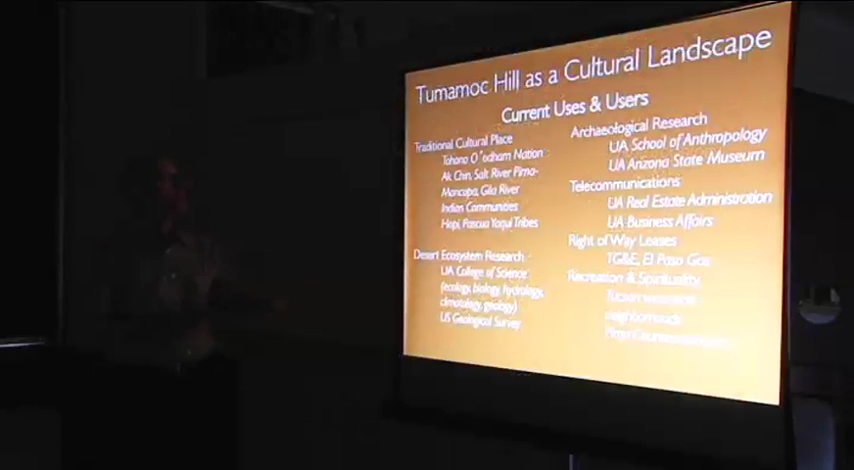 Tumamoc Hill as a Cultural Landscape
Current Uses & Users
Traditional Cultural Place
Tohono O'odham Nation
Ak Chin, Salt River Pima-
Maricopa, Gila River
Indian Communities
Hopi, Pascua Yaqui Tribes
Desert Ecosystem Research
UA College of Science
(ecology, biology, hydrology,
climatology, geology)
US Geological Survey
Archaeological Research
UA School of Anthropology
UA Arizona State Museum
Telecommunications
UA Real Estate Administration
UA Business Affairs
Right of Way Leases
TG&E, El Paso Gas
Recreation & Spirituality
Tucson
neighborhoods
Pima